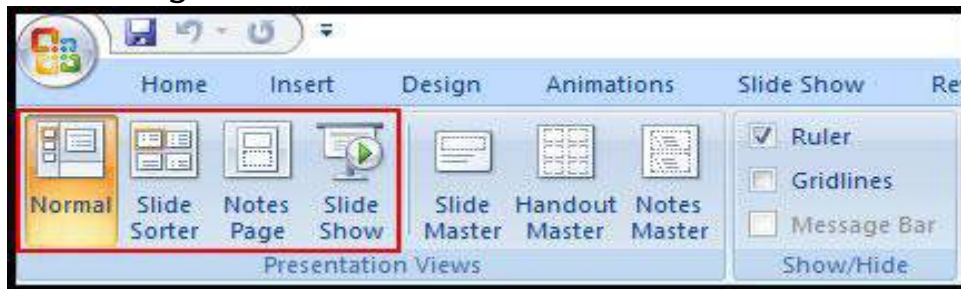 Home Insert Design Animations Slide Show
Normal Slide Sorter Notes Page Slide Show Slide Master Handout Master Notes Master
Ruler
Gridlines
Message Bar
Presentation Views Show/Hide